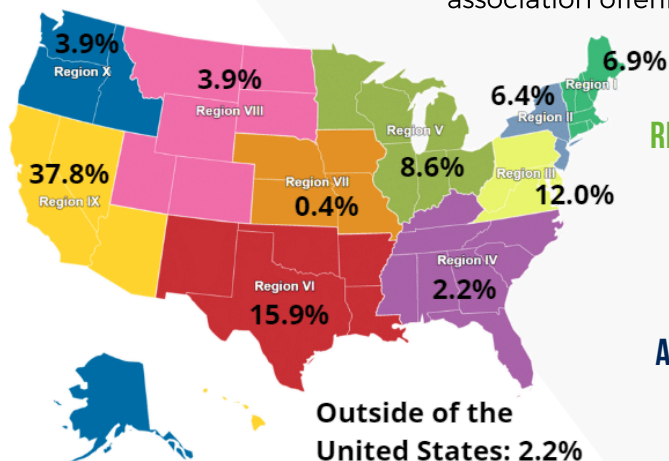 3.9%
Region X
3.9%
Region VIII
6.9%
Region I
6.4%
Region II
Region V
8.6%
Region III
12.0%
37.8%
Region IX
Region VII
0.4%
Region IV
2.2%
Region VI
15.9%
Outside of the
United States: 2.2%